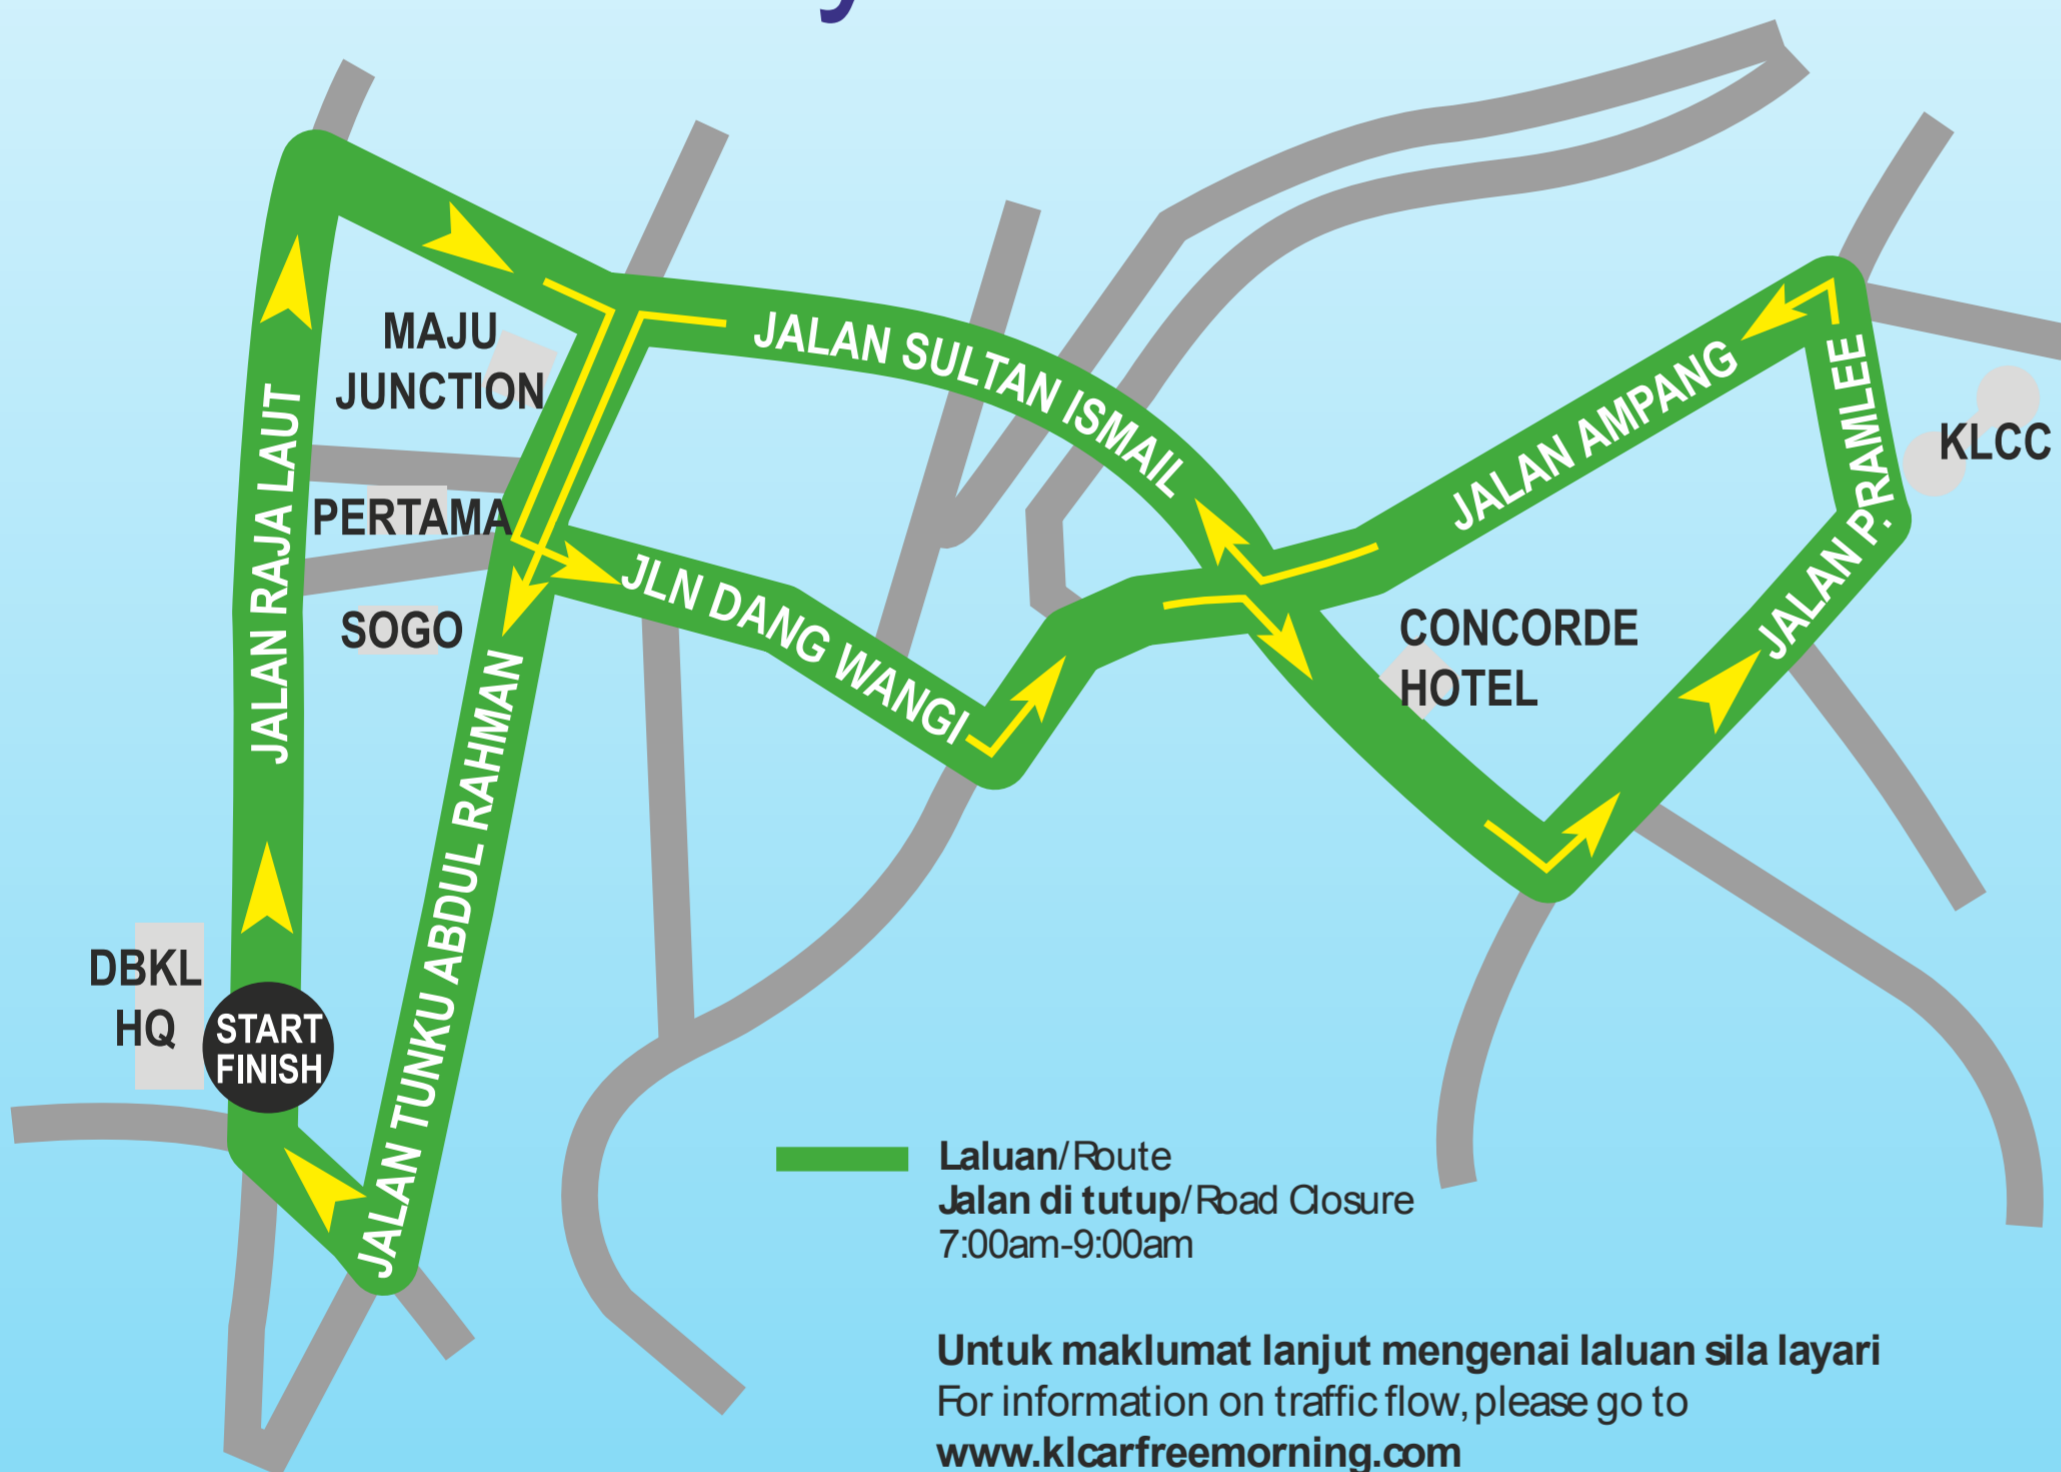 JALAN SULTAN ISMAIL
MAJU
JUNCTION
JALAN AMPANG
JALAN P. RAMLEE
KLCC
JALAN RAJA LAUT
PERTAMA
SOGO
JLN DANG WANGI
CONCORDE
HOTEL
JALAN TUNKU ABDUL RAHMAN
DBKL
HQ
START
FINISH
Laluan/Route
Jalan di tutup/Road Closure
7:00am-9:00am
Untuk maklumat lanjut mengenai laluan sila layari
For information on traffic flow, please go to
www.klcarfreemorning.com